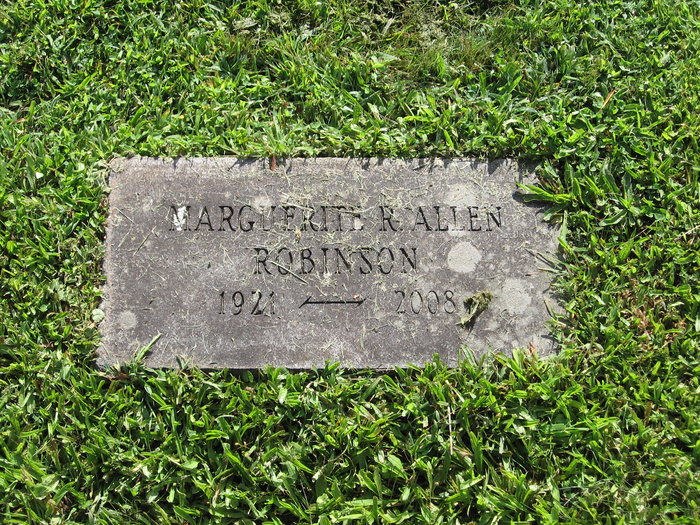 MARGUERITE R. ALLEN
ROBINSON
1921 — 2008